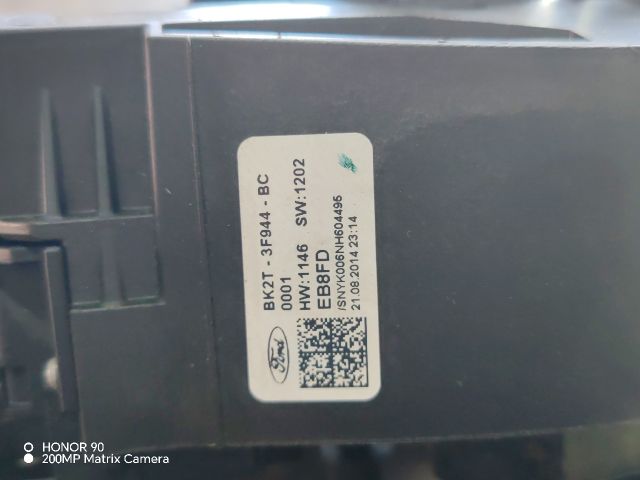 Ford
BK2T - 3F944 - BC
0001
HW:1146 SW:1202
EB8FD
/SNYK006NH604495
21.08.2014 23:14
HONOR 90
200MP Matrix Camera